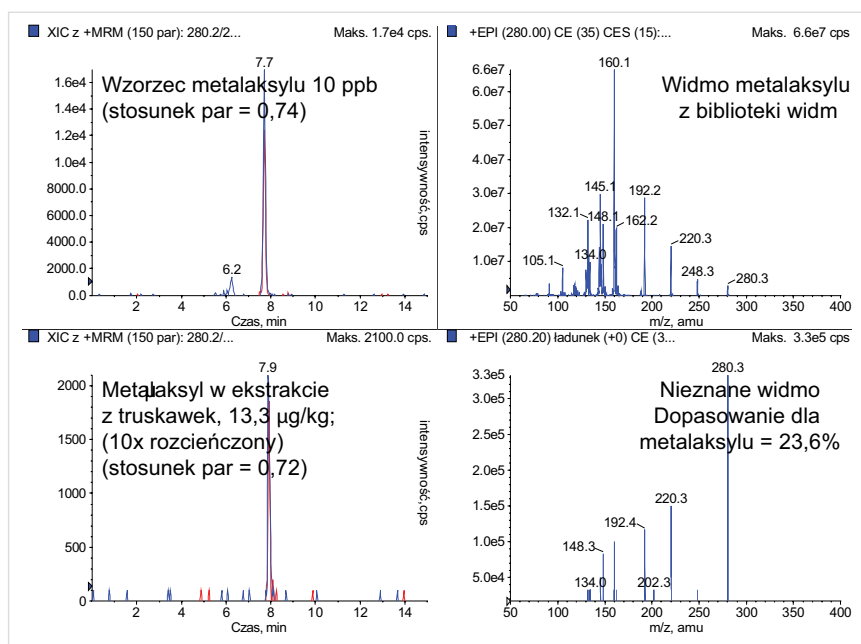 XIC z +MRM (150 par): 280.2/2...
Maks. 1.7e4 cps.
7.7
1.6e4
1.4e4
1.2e4
1.0e4
8000.0
6000.0
4000.0
2000.0
0.0
Wzorzec metalaksylu 10 ppb
(stosunek par = 0,74)
6.2
2
4
6
8
10
12
14
Czas, min
+EPI (280.00) CE (35) CES (15):...
Maks. 6.6e7 cps
intensywność,cps
6.6e7
6.0e7
5.0e7
4.0e7
3.0e7
2.0e7
1.0e7
160.1
Widmo metalaksylu
z biblioteki widm
145.1
192.2
132.1
148.1
162.2
220.3
134.0
105.1
248.3
280.3
50
100
150
200
250
300
350
400
m/z, amu
XIC z +MRM (150 par): 280.2/...
Maks. 2100.0 cps.
7.9
2000
1500
1000
500
0
Metalaksyl w ekstrakcie
z truskawek, 13,3 µg/kg;
(10x rozcieńczony)
(stosunek par = 0,72)
2
4
6
8
10
12
14
Czas, min
+EPI (280.20) ładunek (+0) CE (3...
Maks. 3.3e5 cps
intensywność,cps
3.3e5
3.0e5
2.5e5
2.0e5
1.5e5
1.0e5
5.0e4
280.3
Nieznane widmo
Dopasowanie dla
metalaksylu = 23,6%
220.3
192.4
148.3
134.0
202.3
50
100
150
200
250
300
350
400
m/z, amu